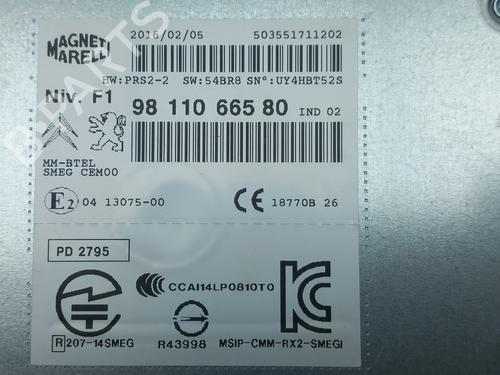 MAGNETI MARELLI
2016/02/05 503551711202
HW:PRS2-2 SW:54BR8 SN°:UY4HBT52S
Niv. F1
98 110 665 80 IND 02
MM-BTEL
SMEG CEM00
E2 04 13075-00 CE 18770B 26
PD 2795
CCAI14LP0810T0
R 207-14SMEG
R43998
MSIP-CMM-RX2-SMEGI
B-PARTS